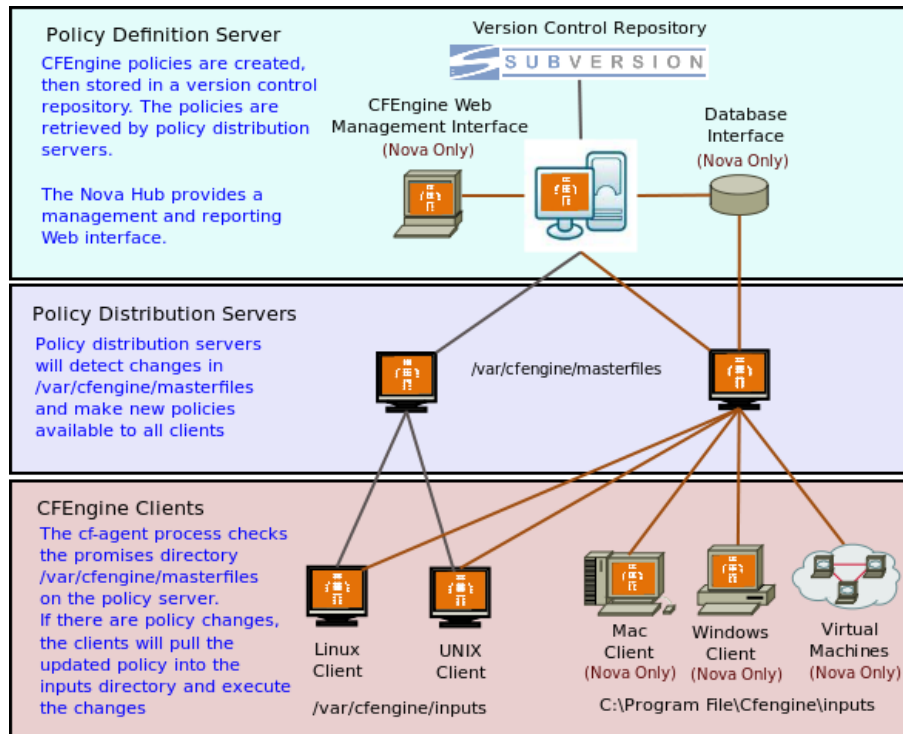 Policy Definition Server
CFEngine policies are created,
then stored in a version control
repository. The policies are
retrieved by policy distribution
servers.
The Nova Hub provides a
management and reporting
Web interface.
Version Control Repository
SUBVERSION
CFEngine Web
Management Interface
(Nova Only)
Database
Interface
(Nova Only)
Policy Distribution Servers
Policy distribution servers
will detect changes in
/var/cfengine/masterfiles
and make new policies
available to all clients
/var/cfengine/masterfiles
CFEngine Clients
The cf-agent process checks
the promises directory
/var/cfengine/masterfiles
on the policy server.
If there are policy changes,
the clients will pull the
updated policy into the
inputs directory and execute
the changes
Linux
Client
UNIX
Client
/var/cfengine/inputs
Mac
Client
(Nova Only)
Windows
Client
(Nova Only)
Virtual
Machines
(Nova Only)
C:\Program File\Cfengine\inputs